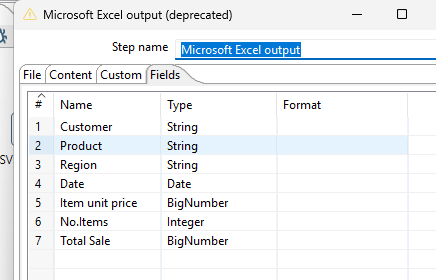 Microsoft Excel output (deprecated)
Step name Microsoft Excel output
File Content Custom Fields
# Name Type Format
1 Customer String
2 Product String
3 Region String
4 Date Date
5 Item unit price BigNumber
6 No.Items Integer
7 Total Sale BigNumber
SV